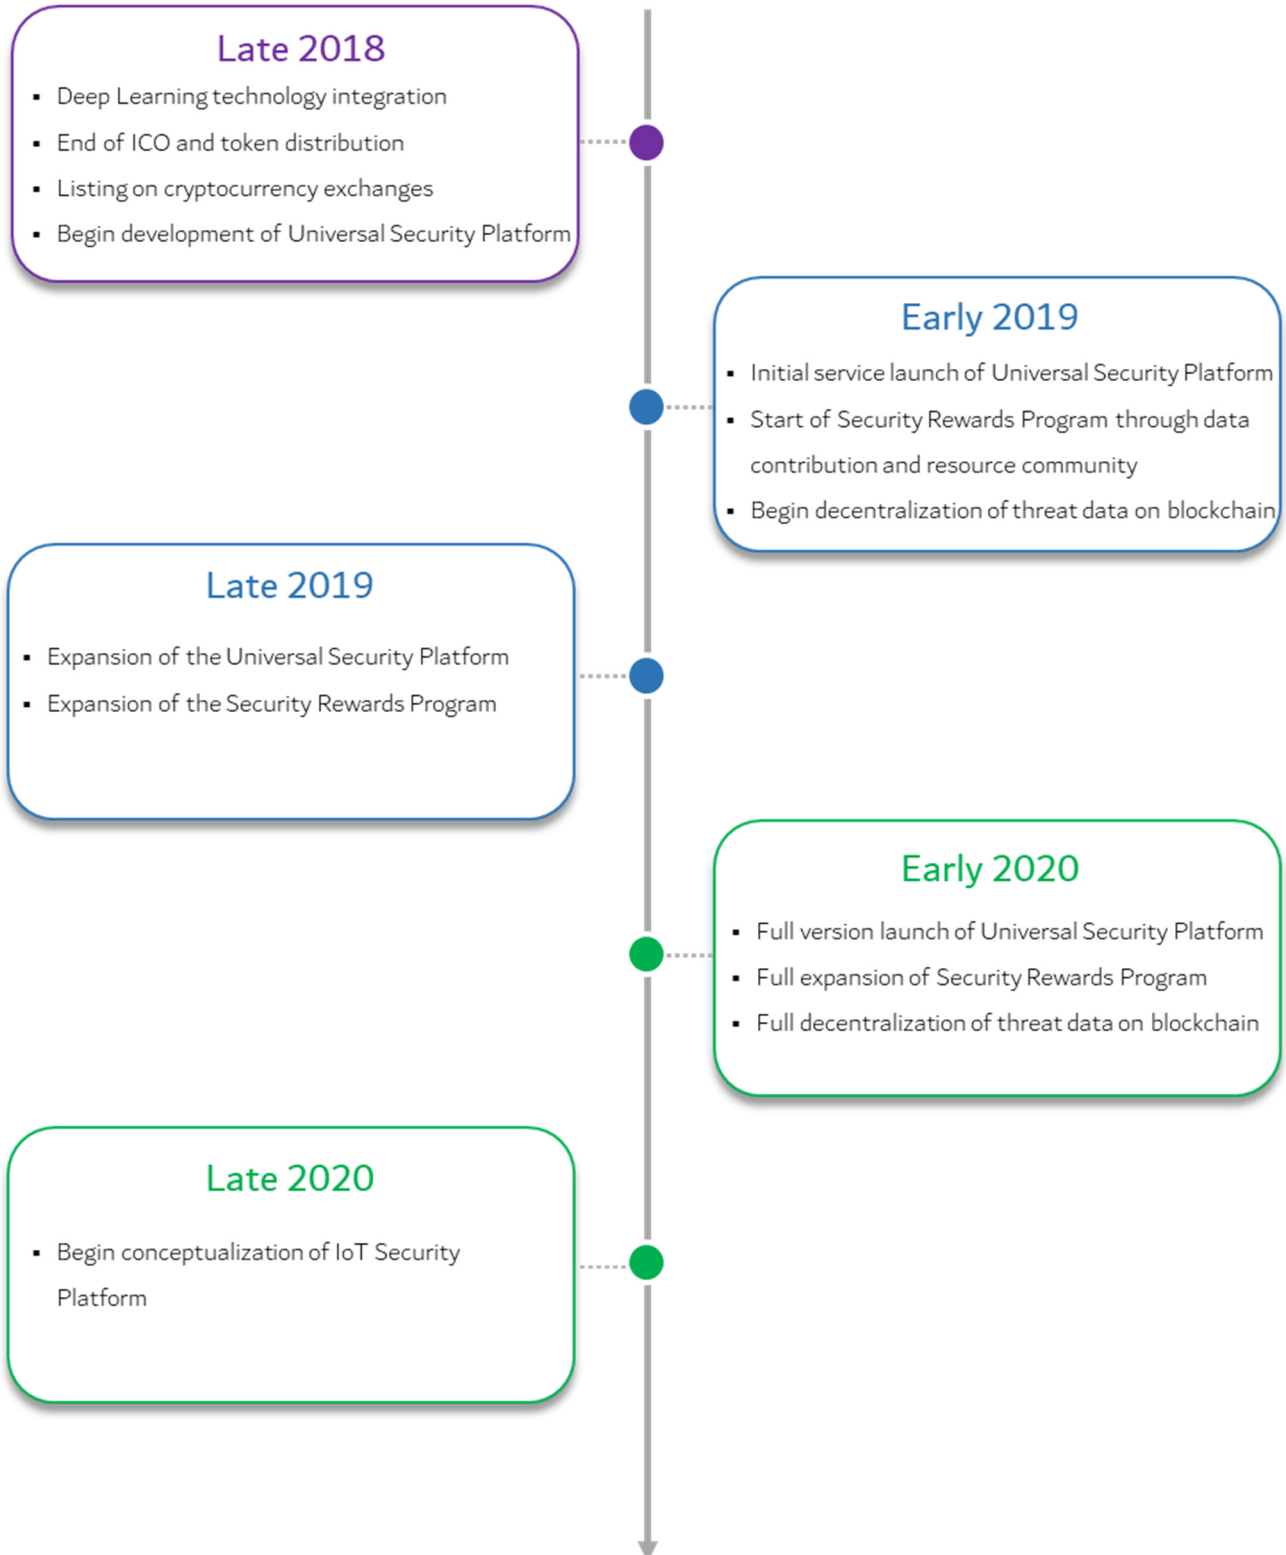 Late 2018
▪ Deep Learning technology integration
▪ End of ICO and token distribution
▪ Listing on cryptocurrency exchanges
▪ Begin development of Universal Security Platform
Early 2019
▪ Initial service launch of Universal Security Platform
▪ Start of Security Rewards Program through data
contribution and resource community
▪ Begin decentralization of threat data on blockchain
Late 2019
▪ Expansion of the Universal Security Platform
▪ Expansion of the Security Rewards Program
Early 2020
▪ Full version launch of Universal Security Platform
▪ Full expansion of Security Rewards Program
▪ Full decentralization of threat data on blockchain
Late 2020
▪ Begin conceptualization of IoT Security
Platform